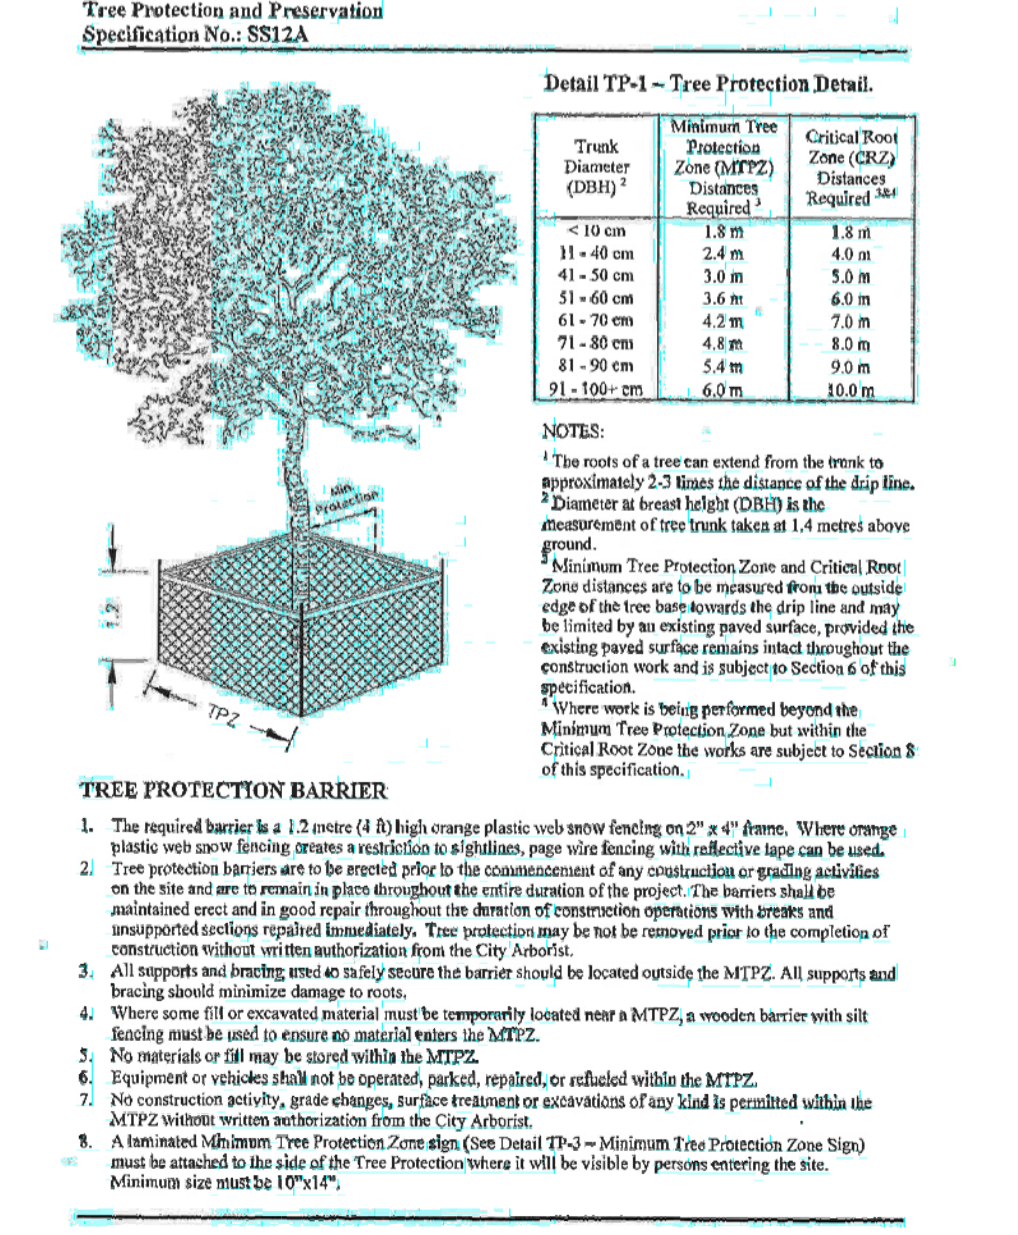 Tree Protection and Preservation
Specification No.: SS12A
Detail TP-1 – Tree Protection Detail.
Trunk Diameter (DBH) 2 | Minimum Tree Protection Zone (MTPZ) Distances Required 3 | Critical Root Zone (CRZ) Distances Required 3&4
< 10 cm | 1.8 m | 1.8 m
11 - 40 cm | 2.4 m | 4.0 m
41 - 50 cm | 3.0 m | 5.0 m
51 - 60 cm | 3.6 m | 6.0 m
61 - 70 cm | 4.2 m | 7.0 m
71 - 80 cm | 4.8 m | 8.0 m
81 - 90 cm | 5.4 m | 9.0 m
91 - 100+ cm | 6.0 m | 10.0 m
Min
Protection
1.2
TPZ
NOTES:
1 The roots of a tree can extend from the trunk to
approximately 2-3 times the distance of the drip line.
2 Diameter at breast height (DBH) is the
measurement of tree trunk taken at 1.4 metres above
ground.
3 Minimum Tree Protection Zone and Critical Root
Zone distances are to be measured from the outside
edge of the tree base towards the drip line and may
be limited by an existing paved surface, provided the
existing paved surface remains intact throughout the
construction work and is subject to Section 6 of this
specification.
4 Where work is being performed beyond the
Minimum Tree Protection Zone but within the
Critical Root Zone the works are subject to Section 8
of this specification.
TREE PROTECTION BARRIER
1. The required barrier is a 1.2 metre (4 ft) high orange plastic web snow fencing on 2" x 4" frame. Where orange
plastic web snow fencing creates a restriction to sightlines, page wire fencing with reflective tape can be used.
2. Tree protection barriers are to be erected prior to the commencement of any construction or grading activities
on the site and are to remain in place throughout the entire duration of the project. The barriers shall be
maintained erect and in good repair throughout the duration of construction operations with breaks and
unsupported sections repaired immediately. Tree protection may be not be removed prior to the completion of
construction without written authorization from the City Arborist.
3. All supports and bracing used to safely secure the barrier should be located outside the MTPZ. All supports and
bracing should minimize damage to roots.
4. Where some fill or excavated material must be temporarily located near a MTPZ, a wooden barrier with silt
fencing must be used to ensure no material enters the MTPZ.
5. No materials or fill may be stored within the MTPZ.
6. Equipment or vehicles shall not be operated, parked, repaired, or refueled within the MTPZ.
7. No construction activity, grade changes, surface treatment or excavations of any kind is permitted within the
MTPZ without written authorization from the City Arborist.
8. A laminated Minimum Tree Protection Zone sign (See Detail TP-3 – Minimum Tree Protection Zone Sign)
must be attached to the side of the Tree Protection where it will be visible by persons entering the site.
Minimum size must be 10"x14".